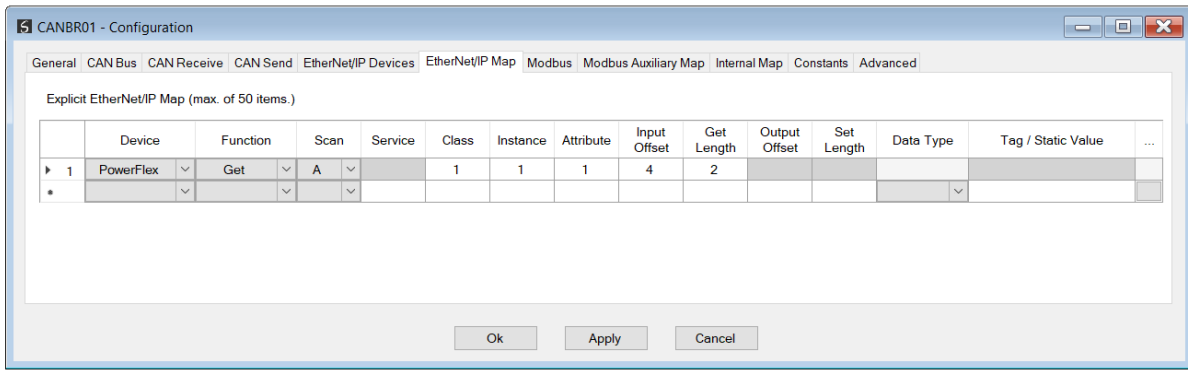 CANBR01 - Configuration
General CAN Bus CAN Receive CAN Send EtherNet/IP Devices EtherNet/IP Map Modbus Modbus Auxiliary Map Internal Map Constants Advanced
Explicit EtherNet/IP Map (max. of 50 items.)
Device Function Scan Service Class Instance Attribute Input Offset Get Length Output Offset Set Length Data Type Tag / Static Value ...
1 PowerFlex Get A 1 1 1 4 2
Ok Apply Cancel